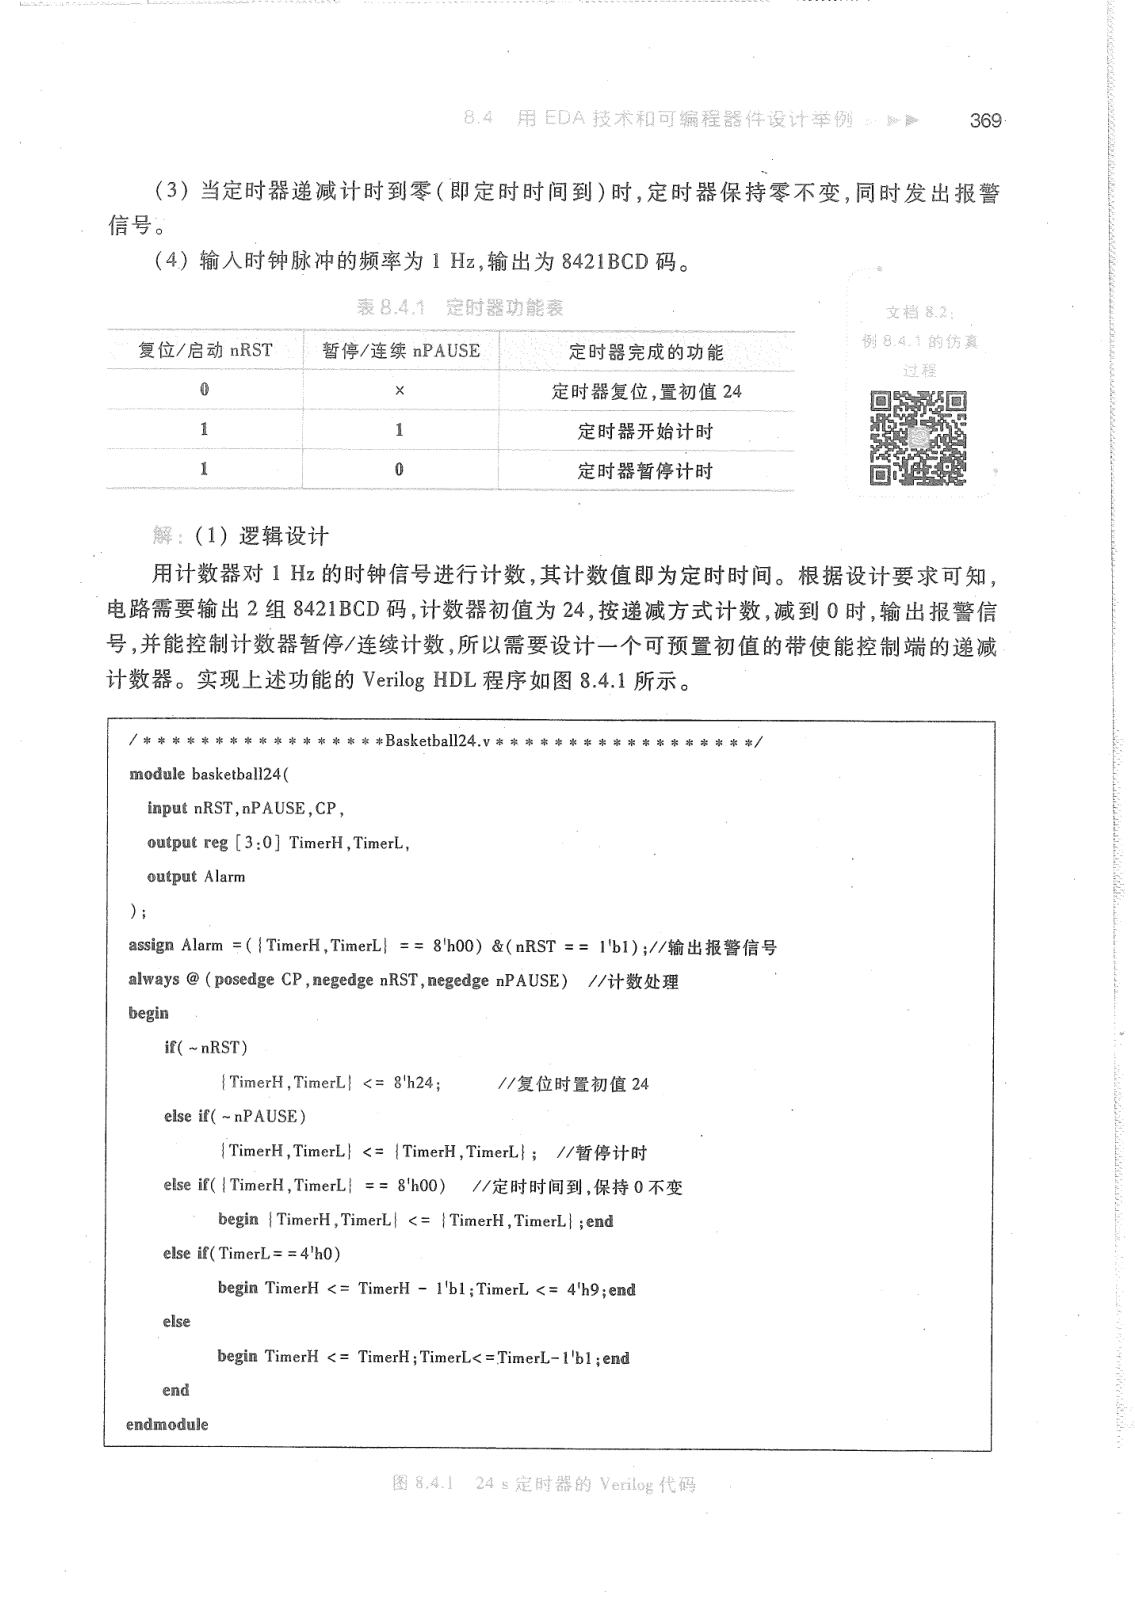 8.4 用 EDA 技术和可编程器件设计举例 369
(3) 当定时器递减计时到零(即定时时间到)时,定时器保持零不变,同时发出报警
信号。
(4) 输入时钟脉冲的频率为 1 Hz,输出为 8421BCD 码。
表 8.4.1 定时器功能表
复位/启动 nRST 暂停/连续 nPAUSE 定时器完成的功能
0 × 定时器复位,置初值 24
1 1 定时器开始计时
1 0 定时器暂停计时
文档 8.2:
例 8.4.1 的仿真
过程
解:(1) 逻辑设计
用计数器对 1 Hz 的时钟信号进行计数,其计数值即为定时时间。根据设计要求可知,
电路需要输出 2 组 8421BCD 码,计数器初值为 24,按递减方式计数,减到 0 时,输出报警信
号,并能控制计数器暂停/连续计数,所以需要设计一个可预置初值的带使能控制端的递减
计数器。实现上述功能的 Verilog HDL 程序如图 8.4.1 所示。
/*****************Basketball24.v******************/
module basketball24(
input nRST,nPAUSE,CP,
output reg [3:0] TimerH,TimerL,
output Alarm
);
assign Alarm =({TimerH,TimerL} == 8'h00) &(nRST == 1'b1);//输出报警信号
always @ (posedge CP,negedge nRST,negedge nPAUSE) //计数处理
begin
if(~nRST)
{TimerH,TimerL} <= 8'h24; //复位时置初值 24
else if(~nPAUSE)
{TimerH,TimerL} <= {TimerH,TimerL}; //暂停计时
else if({TimerH,TimerL} == 8'h00) //定时时间到,保持 0 不变
begin {TimerH,TimerL} <= {TimerH,TimerL};end
else if(TimerL==4'h0)
begin TimerH <= TimerH - 1'b1;TimerL <= 4'h9;end
else
begin TimerH <= TimerH;TimerL<=TimerL-1'b1;end
end
endmodule
图 8.4.1 24 s 定时器的 Verilog 代码